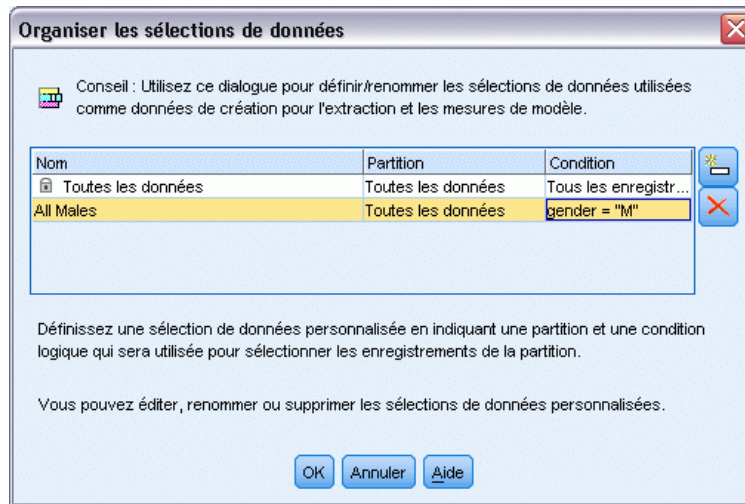 Organiser les sélections de données
Conseil : Utilisez ce dialogue pour définir/renommer les sélections de données utilisées
comme données de création pour l'extraction et les mesures de modèle.
Nom Partition Condition
Toutes les données Toutes les données Tous les enregistr...
All Males Toutes les données gender = "M"
Définissez une sélection de données personnalisée en indiquant une partition et une condition
logique qui sera utilisée pour sélectionner les enregistrements de la partition.
Vous pouvez éditer, renommer ou supprimer les sélections de données personnalisées.
OK Annuler Aide